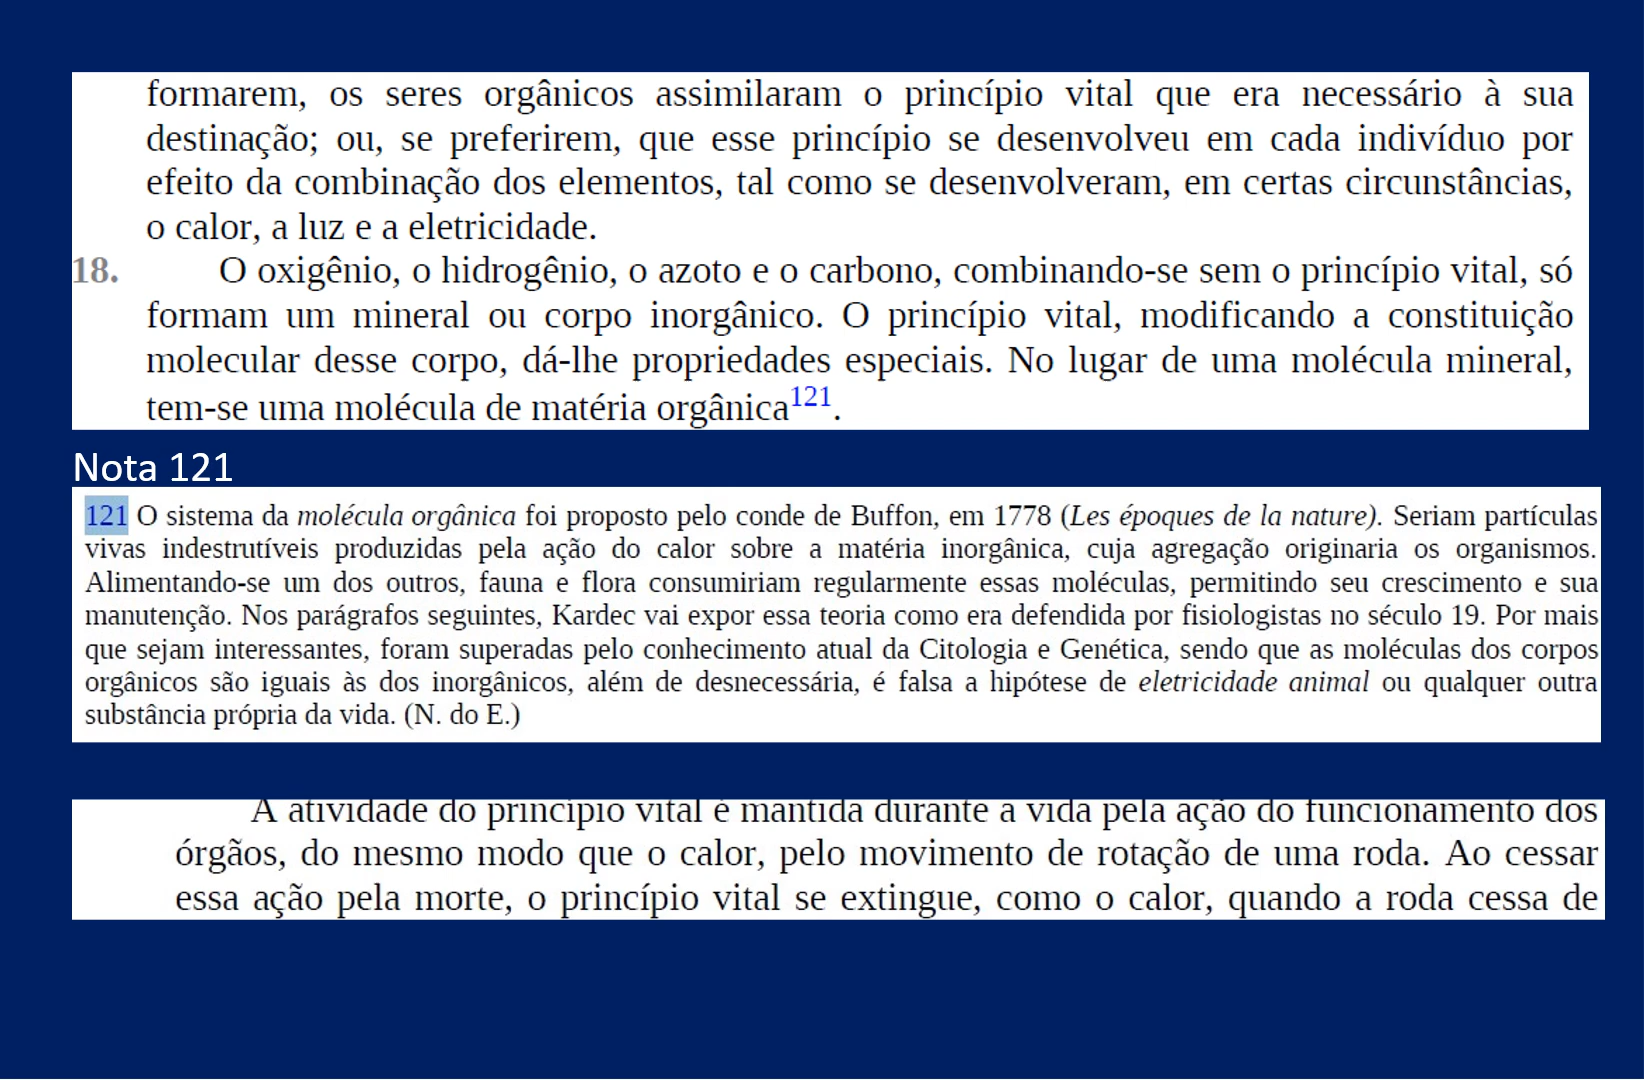 formarem, os seres orgânicos assimilaram o princípio vital que era necessário à sua
destinação; ou, se preferirem, que esse princípio se desenvolveu em cada indivíduo por
efeito da combinação dos elementos, tal como se desenvolveram, em certas circunstâncias,
o calor, a luz e a eletricidade.
18. O oxigênio, o hidrogênio, o azoto e o carbono, combinando-se sem o princípio vital, só
formam um mineral ou corpo inorgânico. O princípio vital, modificando a constituição
molecular desse corpo, dá-lhe propriedades especiais. No lugar de uma molécula mineral,
tem-se uma molécula de matéria orgânica121.
Nota 121
121 O sistema da molécula orgânica foi proposto pelo conde de Buffon, em 1778 (Les époques de la nature). Seriam partículas
vivas indestrutíveis produzidas pela ação do calor sobre a matéria inorgânica, cuja agregação originaria os organismos.
Alimentando-se um dos outros, fauna e flora consumiriam regularmente essas moléculas, permitindo seu crescimento e sua
manutenção. Nos parágrafos seguintes, Kardec vai expor essa teoria como era defendida por fisiologistas no século 19. Por mais
que sejam interessantes, foram superadas pelo conhecimento atual da Citologia e Genética, sendo que as moléculas dos corpos
orgânicos são iguais às dos inorgânicos, além de desnecessária, é falsa a hipótese de eletricidade animal ou qualquer outra
substância própria da vida. (N. do E.)
A atividade do princípio vital é mantida durante a vida pela ação do funcionamento dos
órgãos, do mesmo modo que o calor, pelo movimento de rotação de uma roda. Ao cessar
essa ação pela morte, o princípio vital se extingue, como o calor, quando a roda cessa de